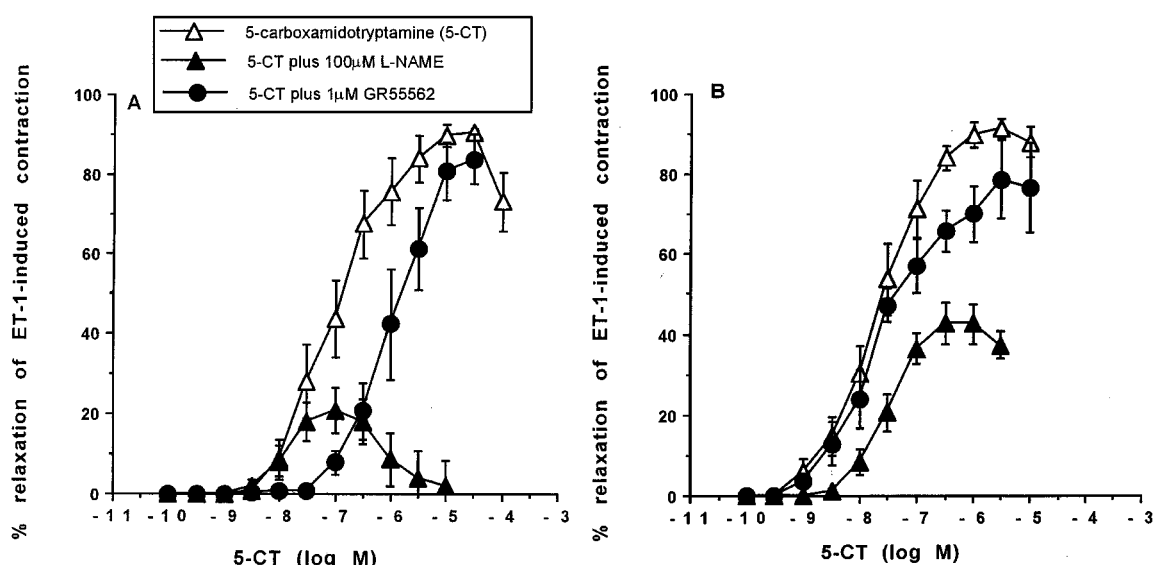 5-carboxamidotryptamine (5-CT)
5-CT plus 100μM L-NAME
5-CT plus 1μM GR55562
A
% relaxation of ET-1-induced contraction
100
80
60
40
20
0
-11 -10 -9 -8 -7 -6 -5 -4 -3
5-CT (log M)
B
% relaxation of ET-1-induced contraction
100
80
60
40
20
0
-11 -10 -9 -8 -7 -6 -5 -4 -3
5-CT (log M)